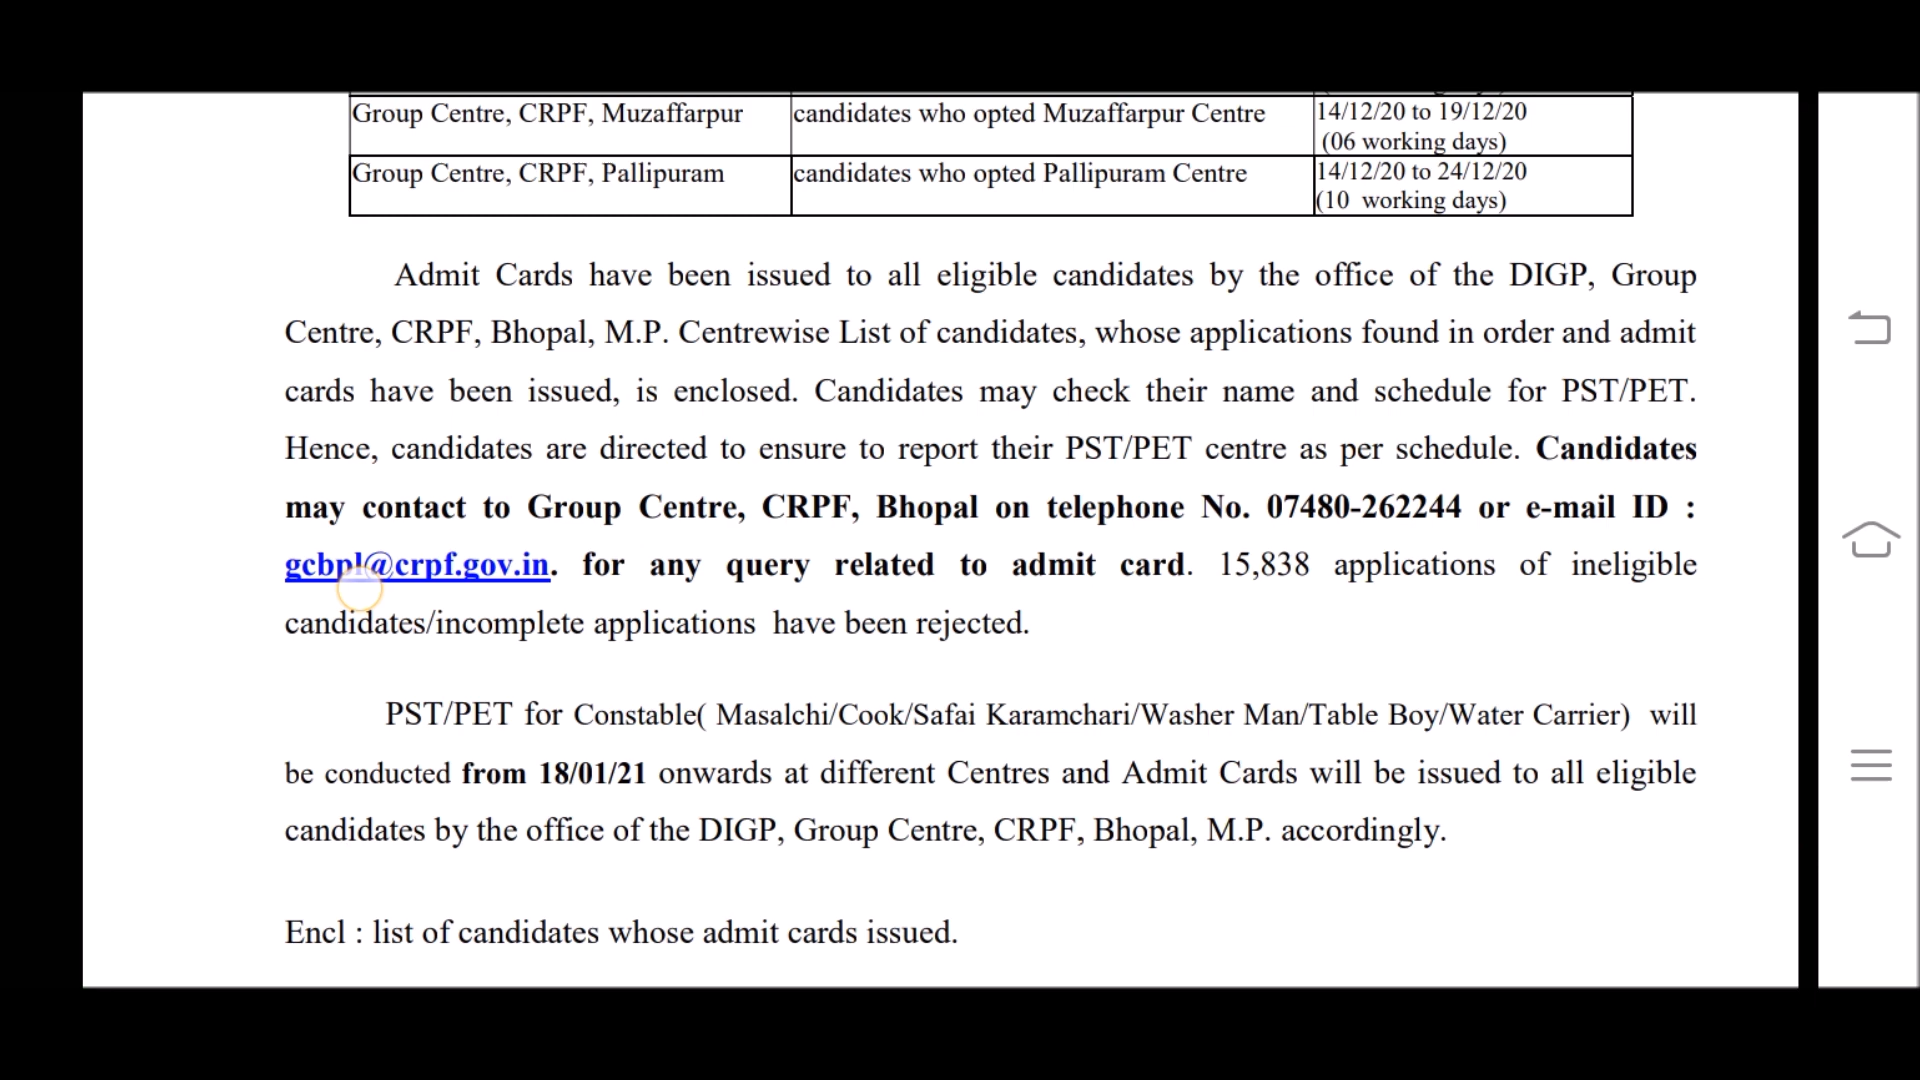 Group Centre, CRPF, Muzaffarpur candidates who opted Muzaffarpur Centre 14/12/20 to 19/12/20
(06 working days)
Group Centre, CRPF, Pallipuram candidates who opted Pallipuram Centre 14/12/20 to 24/12/20
(10 working days)
Admit Cards have been issued to all eligible candidates by the office of the DIGP, Group
Centre, CRPF, Bhopal, M.P. Centrewise List of candidates, whose applications found in order and admit
cards have been issued, is enclosed. Candidates may check their name and schedule for PST/PET.
Hence, candidates are directed to ensure to report their PST/PET centre as per schedule. Candidates
may contact to Group Centre, CRPF, Bhopal on telephone No. 07480-262244 or e-mail ID :
gcbpl@crpf.gov.in. for any query related to admit card. 15,838 applications of ineligible
candidates/incomplete applications have been rejected.
PST/PET for Constable( Masalchi/Cook/Safai Karamchari/Washer Man/Table Boy/Water Carrier) will
be conducted from 18/01/21 onwards at different Centres and Admit Cards will be issued to all eligible
candidates by the office of the DIGP, Group Centre, CRPF, Bhopal, M.P. accordingly.
Encl : list of candidates whose admit cards issued.